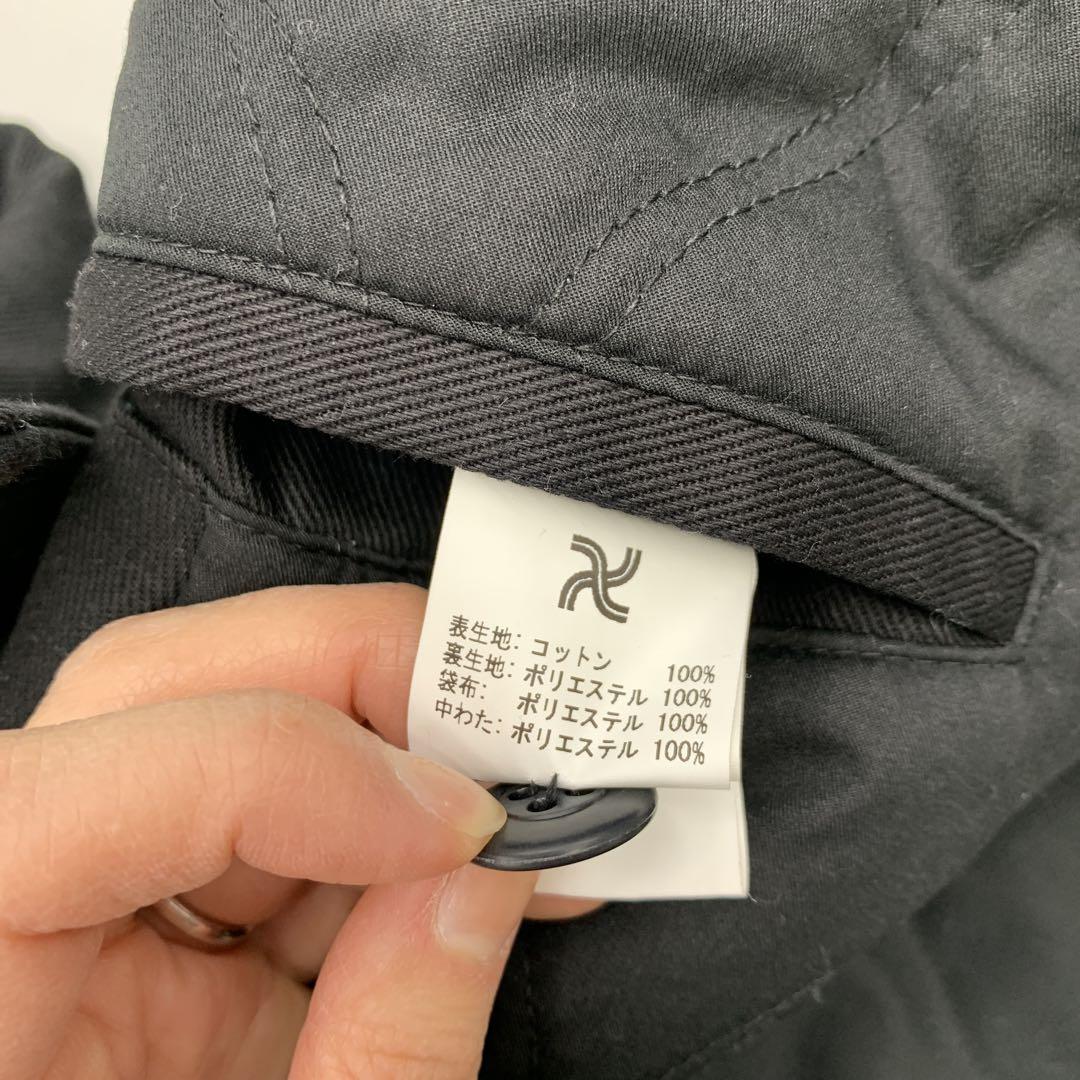 表生地: コットン 100%
裏生地: ポリエステル 100%
袋布: ポリエステル 100%
中わた: ポリエステル 100%